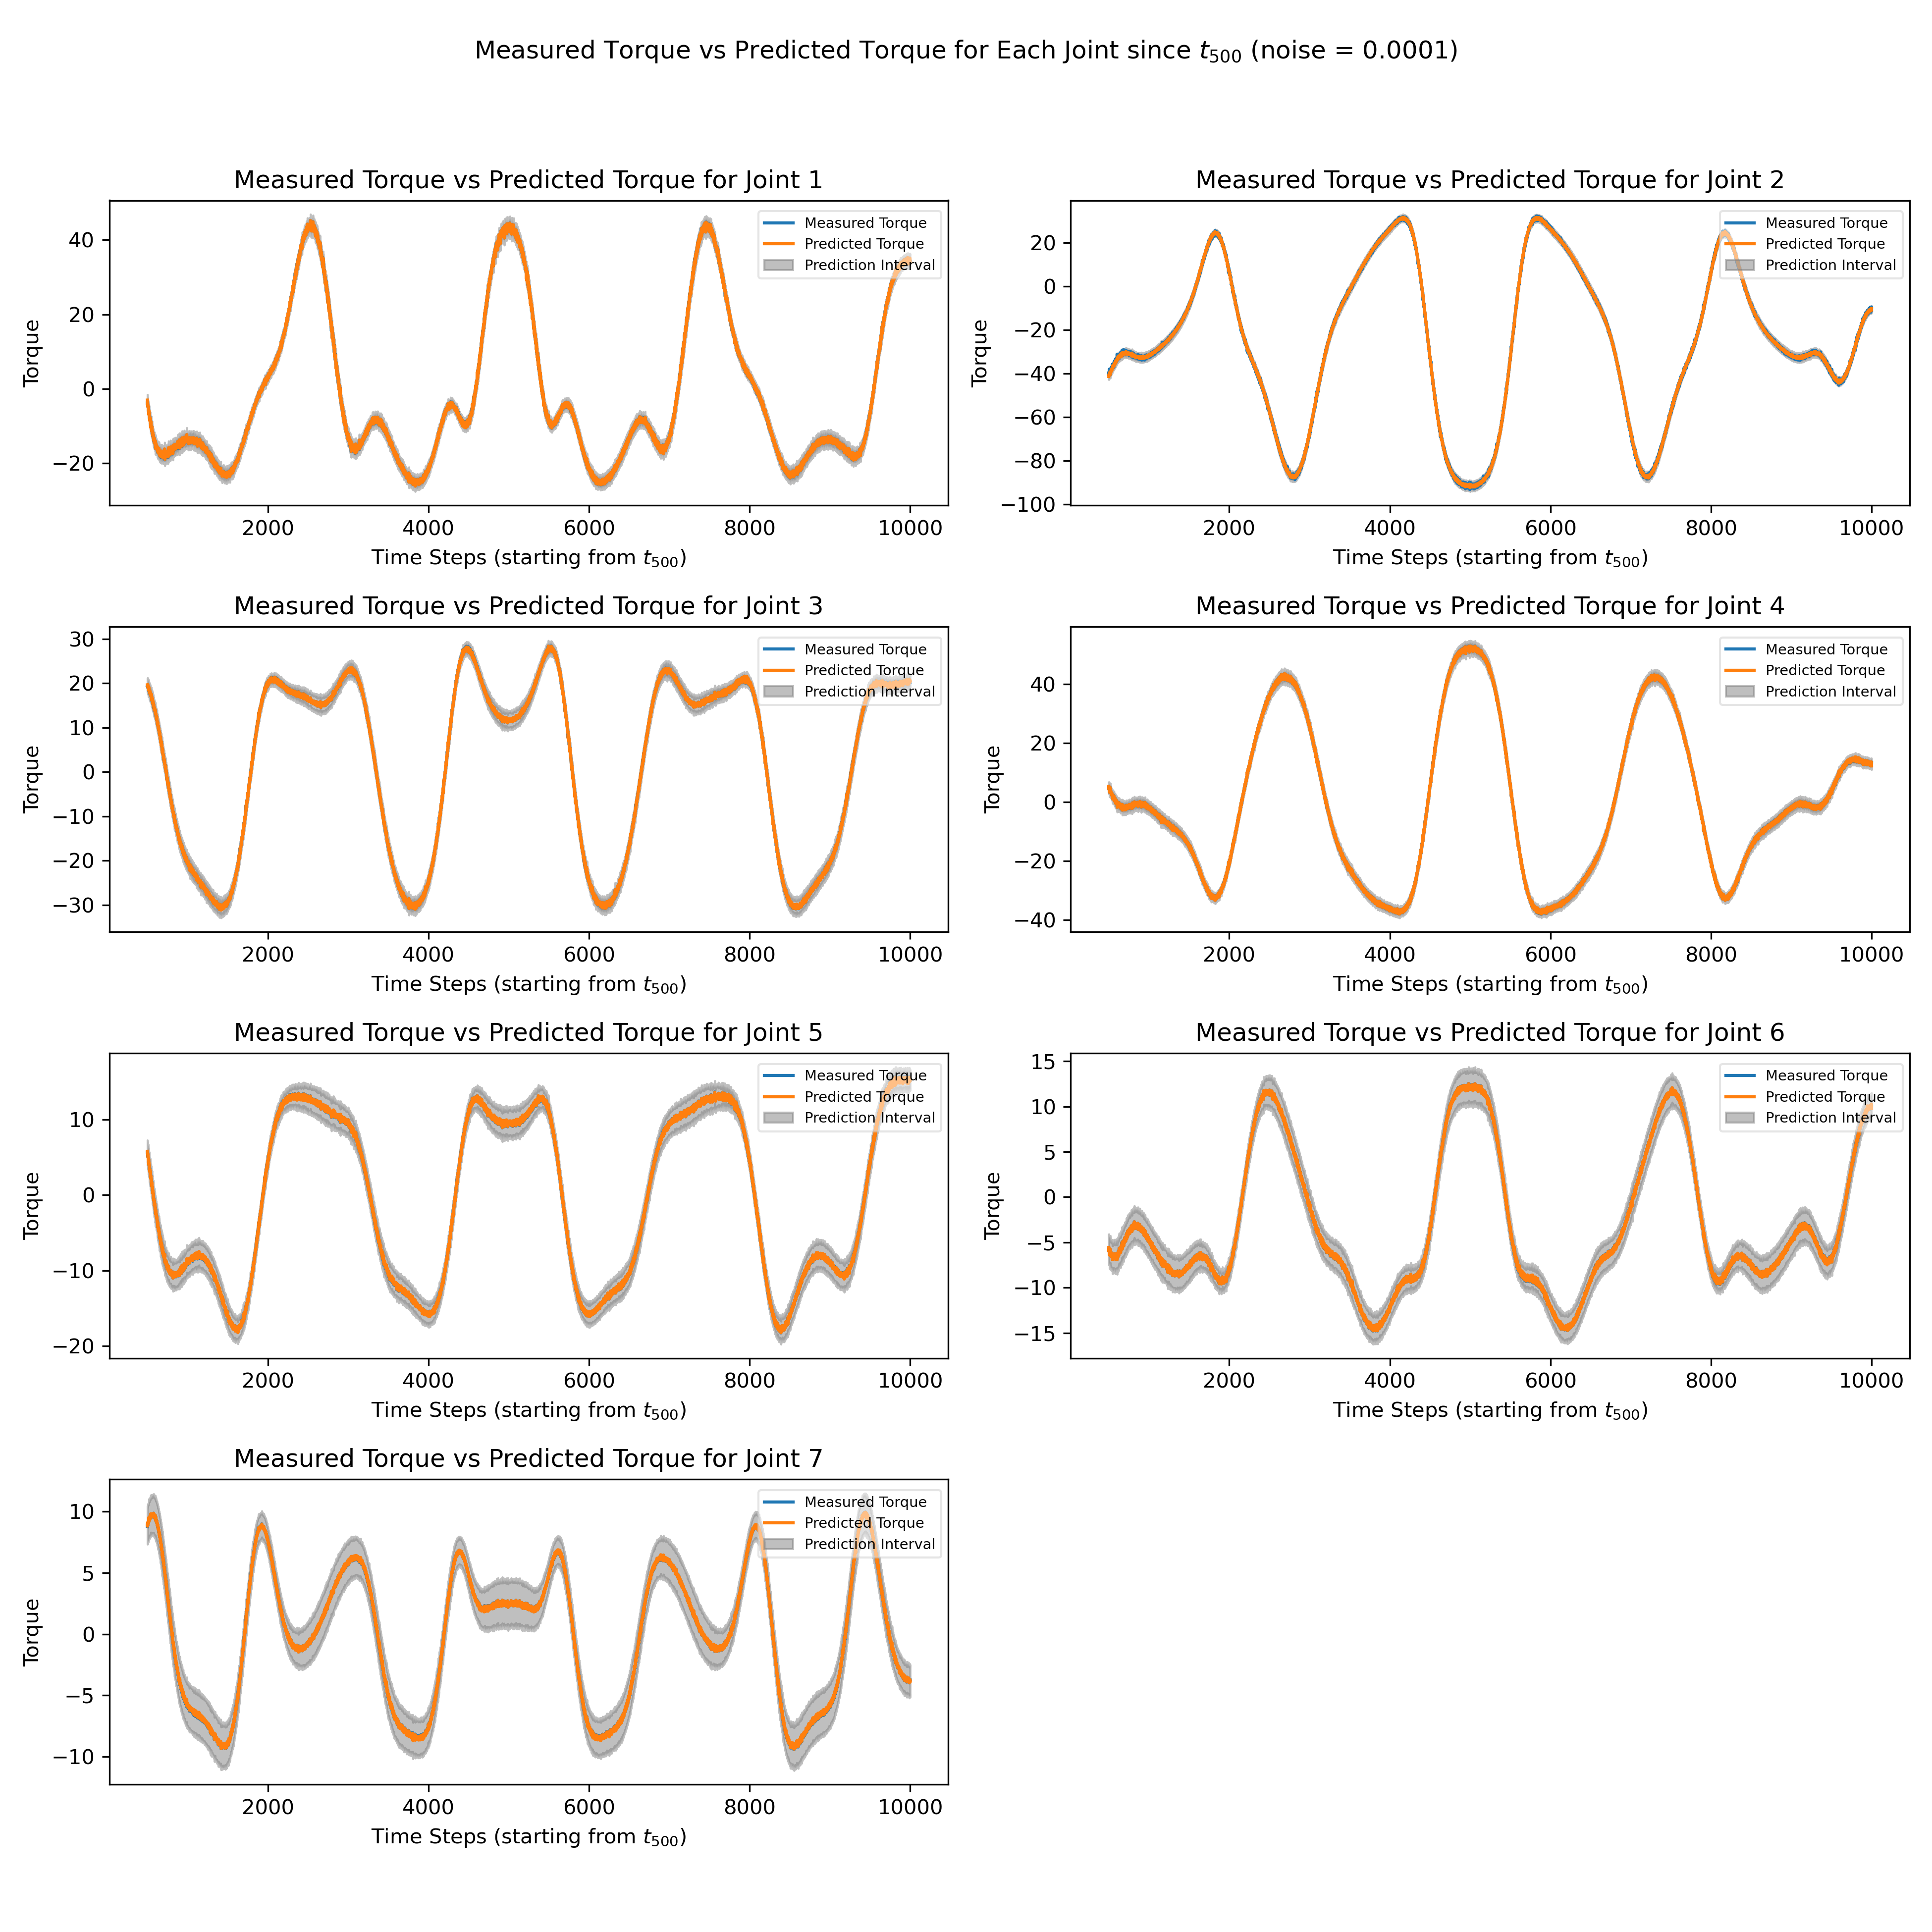 Measured Torque vs Predicted Torque for Each Joint since t500 (noise = 0.0001)
Measured Torque vs Predicted Torque for Joint 1
Torque
40
20
0
−20
Measured Torque
Predicted Torque
Prediction Interval
2000 4000 6000 8000 10000
Time Steps (starting from t500)
Measured Torque vs Predicted Torque for Joint 2
Torque
20
0
−20
−40
−60
−80
−100
Measured Torque
Predicted Torque
Prediction Interval
2000 4000 6000 8000 10000
Time Steps (starting from t500)
Measured Torque vs Predicted Torque for Joint 3
Torque
30
20
10
0
−10
−20
−30
Measured Torque
Predicted Torque
Prediction Interval
2000 4000 6000 8000 10000
Time Steps (starting from t500)
Measured Torque vs Predicted Torque for Joint 4
Torque
40
20
0
−20
−40
Measured Torque
Predicted Torque
Prediction Interval
2000 4000 6000 8000 10000
Time Steps (starting from t500)
Measured Torque vs Predicted Torque for Joint 5
Torque
10
0
−10
−20
Measured Torque
Predicted Torque
Prediction Interval
2000 4000 6000 8000 10000
Time Steps (starting from t500)
Measured Torque vs Predicted Torque for Joint 6
Torque
15
10
5
0
−5
−10
−15
Measured Torque
Predicted Torque
Prediction Interval
2000 4000 6000 8000 10000
Time Steps (starting from t500)
Measured Torque vs Predicted Torque for Joint 7
Torque
10
5
0
−5
−10
Measured Torque
Predicted Torque
Prediction Interval
2000 4000 6000 8000 10000
Time Steps (starting from t500)